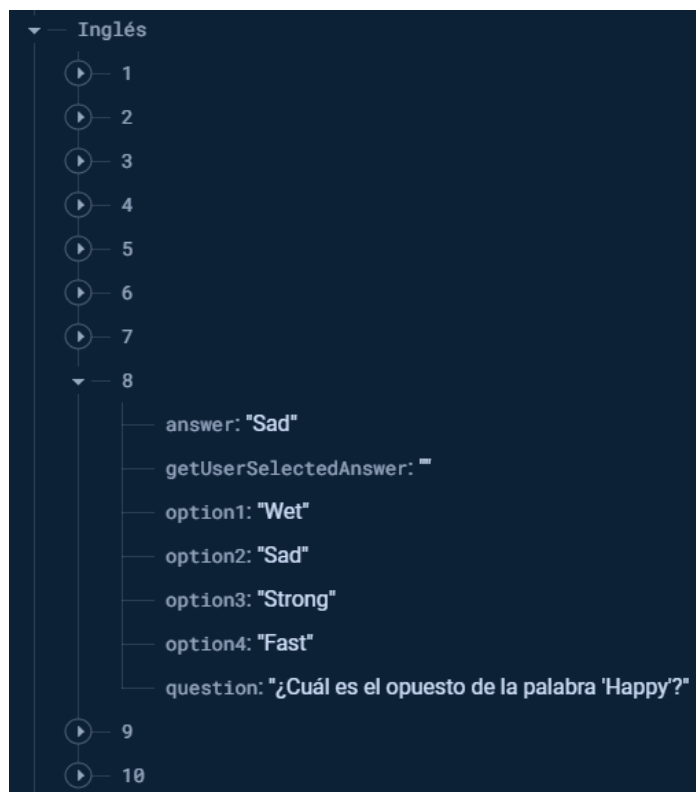 Inglés
1
2
3
4
5
6
7
8
answer: "Sad"
getUserSelectedAnswer: ""
option1: "Wet"
option2: "Sad"
option3: "Strong"
option4: "Fast"
question: "¿Cuál es el opuesto de la palabra 'Happy'?"
9
10